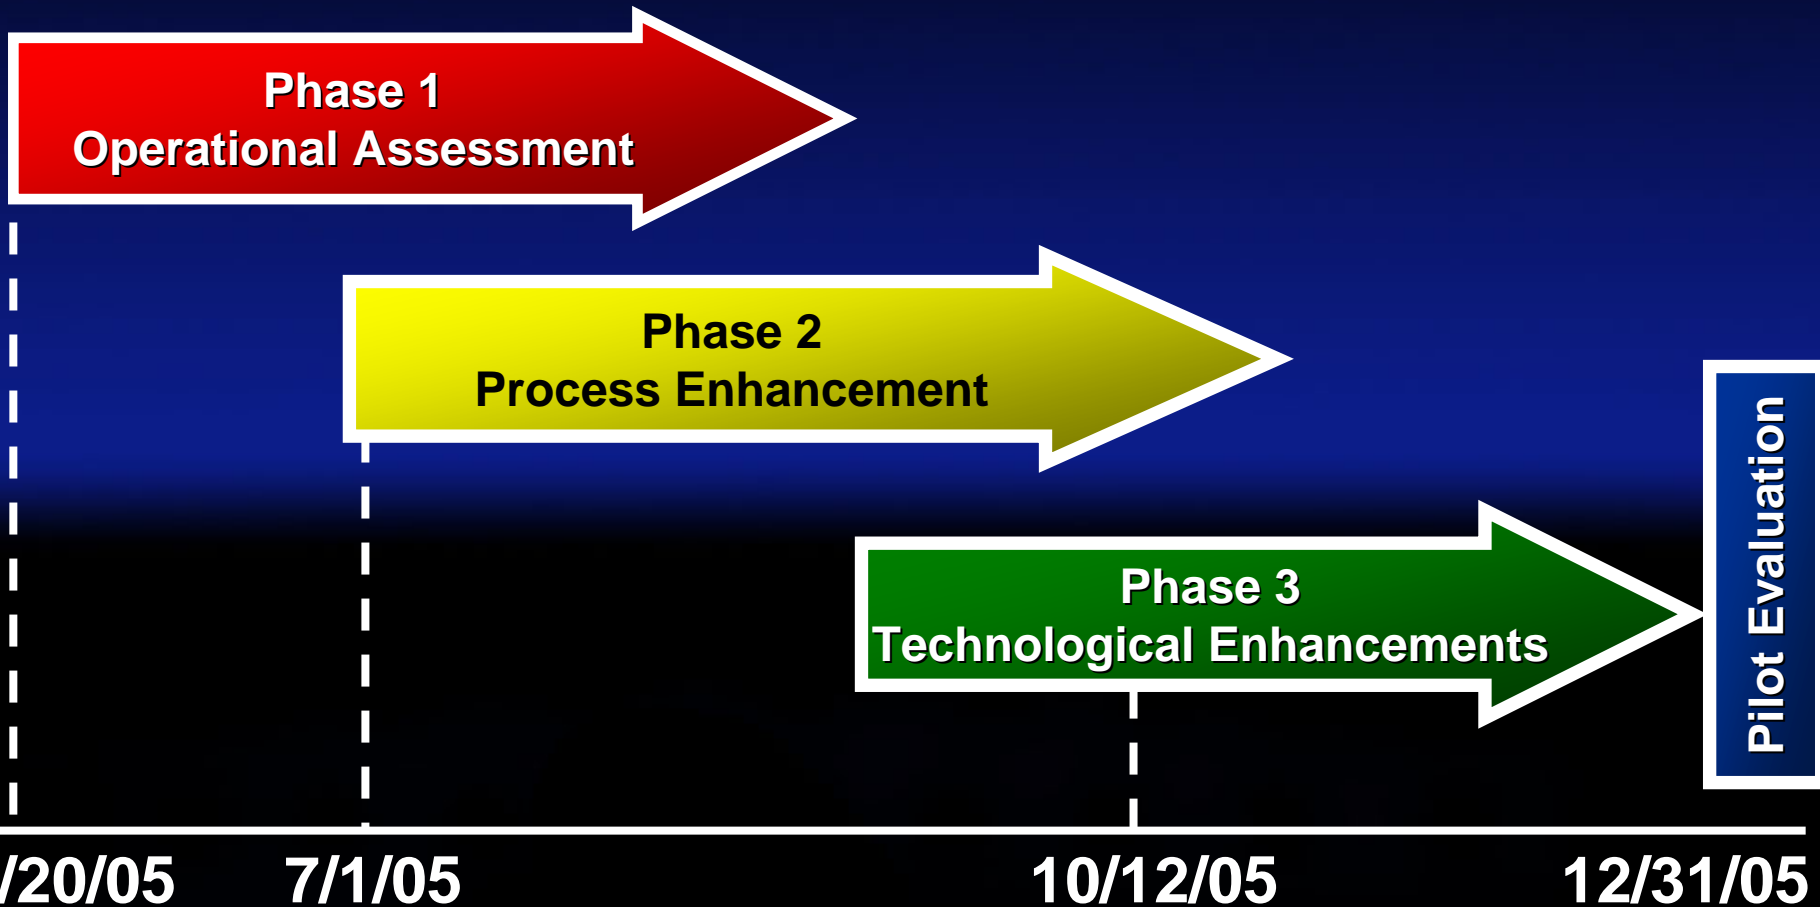 Phase 1
Operational Assessment
Phase 2
Process Enhancement
Phase 3
Technological Enhancements
Pilot Evaluation
/20/05
7/1/05
10/12/05
12/31/05